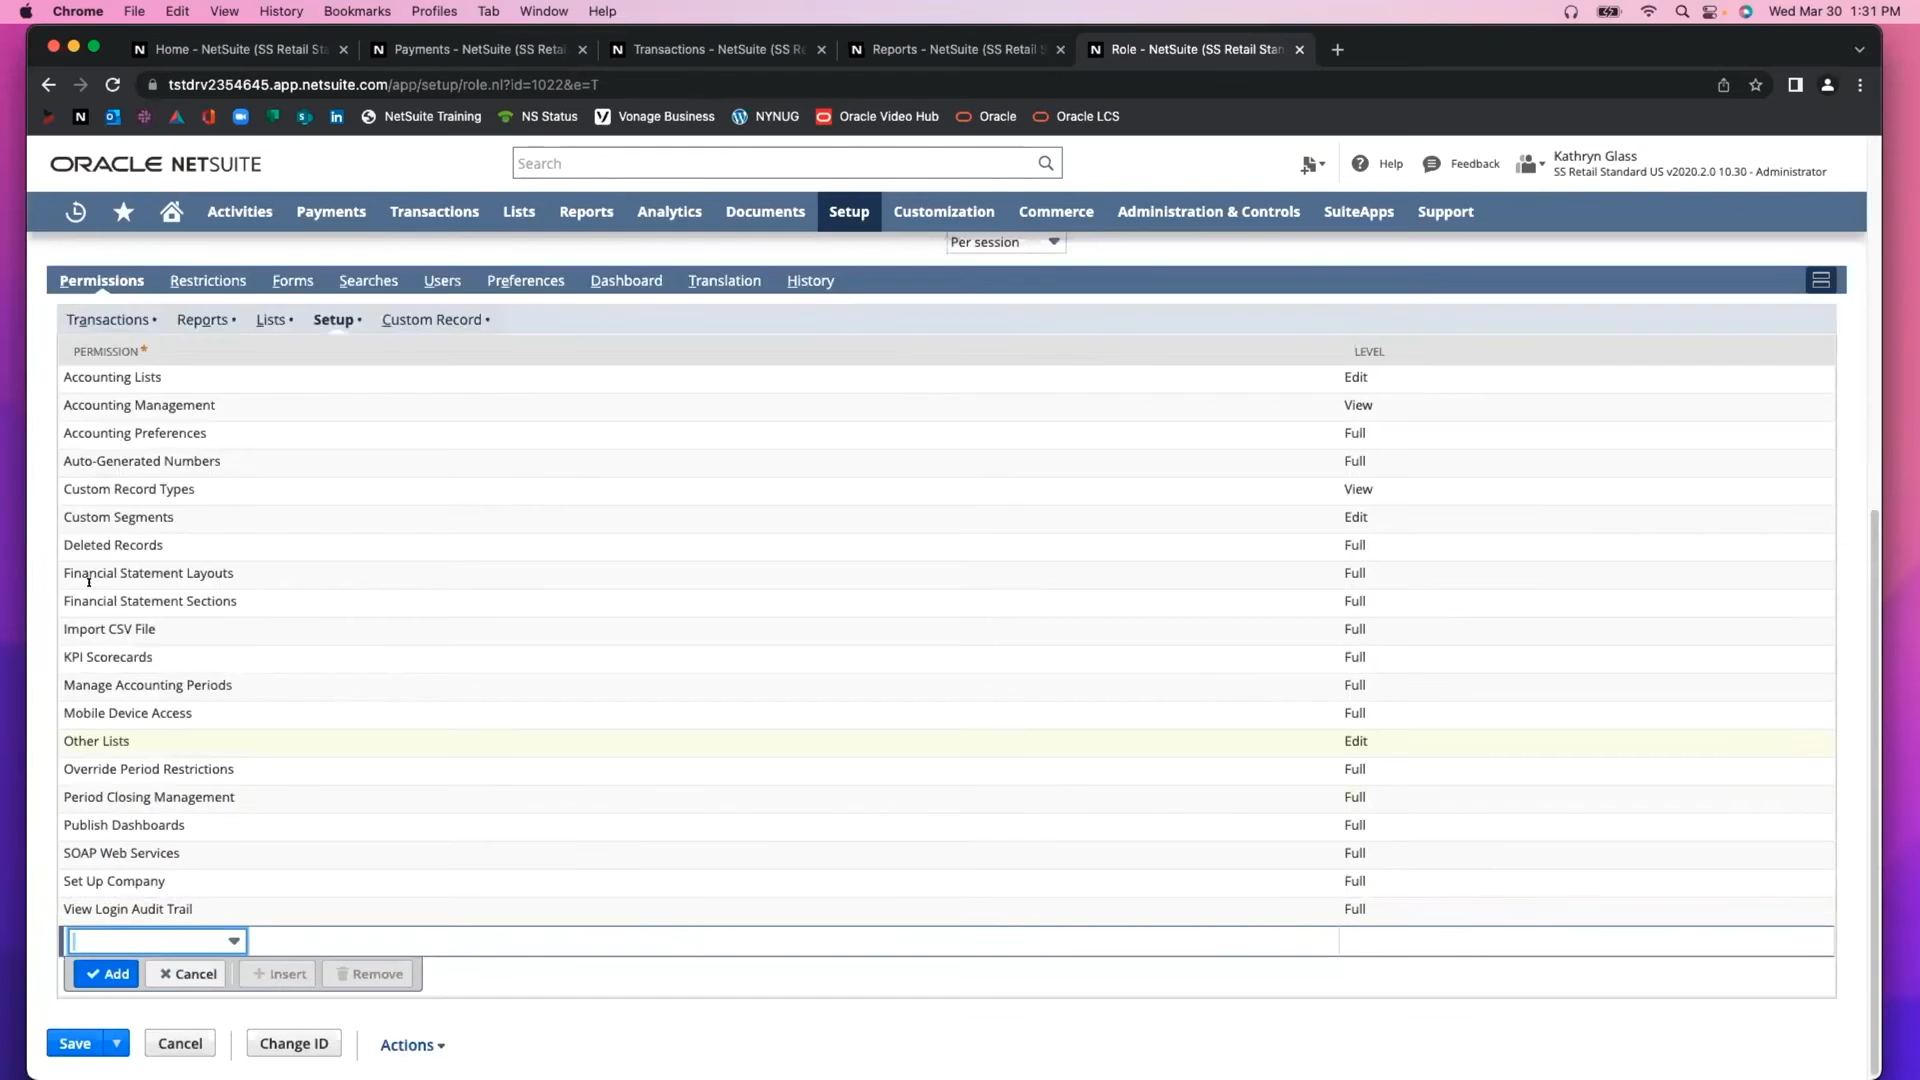 Chrome File Edit View History Bookmarks Profiles Tab Window Help Wed Mar 30 1:31 PM
N Home - NetSuite (SS Retail Sta N Payments - NetSuite (SS Reta N Transactions - NetSuite (SS R N Reports - NetSuite (SS Retail S N Role - NetSuite (SS Retail Stan
tstdrv2354645.app.netsuite.com/app/setup/role.nl?id=1022&e=T
NetSuite Training NS Status Vonage Business NYNUG Oracle Video Hub Oracle Oracle LCS
ORACLE NETSUITE Search Help Feedback Kathryn Glass
SS Retail Standard US v2020.2.0 10.30 - Administrator
Activities Payments Transactions Lists Reports Analytics Documents Setup Customization Commerce Administration & Controls SuiteApps Support
Per session
Permissions Restrictions Forms Searches Users Preferences Dashboard Translation History
Transactions • Reports • Lists • Setup • Custom Record •
PERMISSION * LEVEL
Accounting Lists Edit
Accounting Management View
Accounting Preferences Full
Auto-Generated Numbers Full
Custom Record Types View
Custom Segments Edit
Deleted Records Full
Financial Statement Layouts Full
Financial Statement Sections Full
Import CSV File Full
KPI Scorecards Full
Manage Accounting Periods Full
Mobile Device Access Full
Other Lists Edit
Override Period Restrictions Full
Period Closing Management Full
Publish Dashboards Full
SOAP Web Services Full
Set Up Company Full
View Login Audit Trail Full
Add Cancel + Insert Remove
Save Cancel Change ID Actions